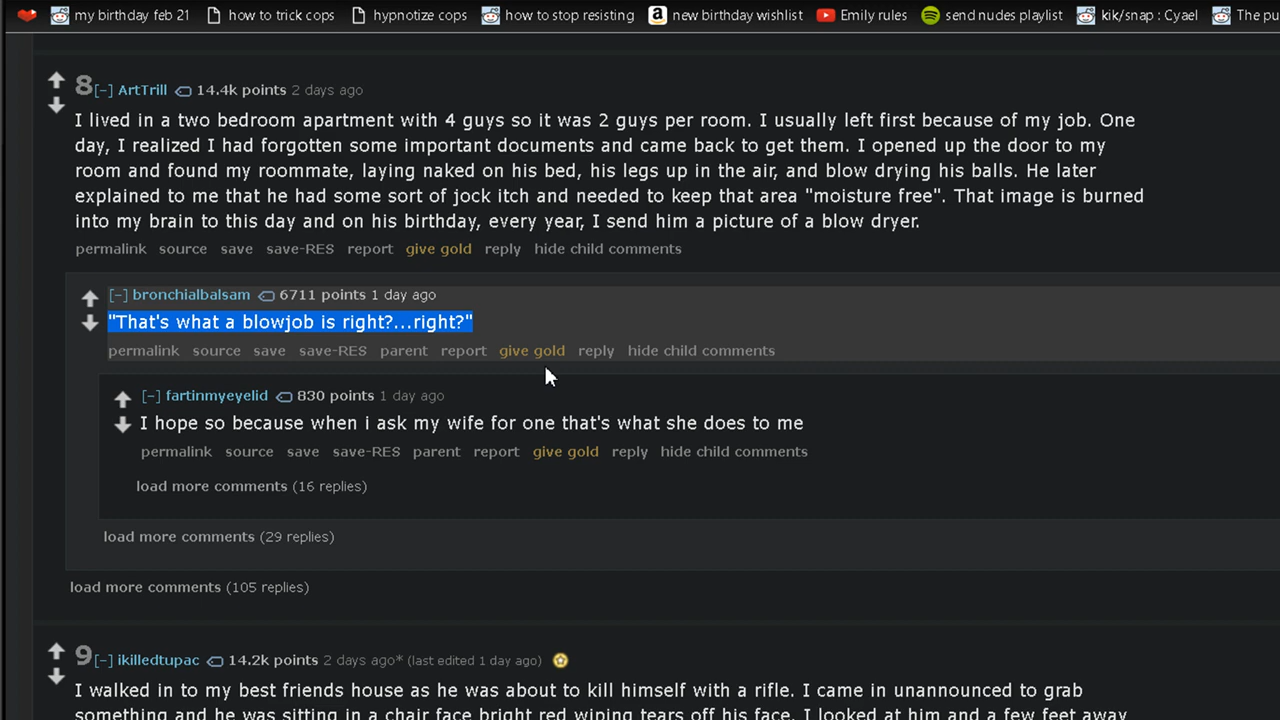 my birthday feb 21 how to trick cops hypnotize cops how to stop resisting new birthday wishlist Emily rules send nudes playlist kik/snap : Cyael The pu
8 [–] ArtTrill 14.4k points 2 days ago
I lived in a two bedroom apartment with 4 guys so it was 2 guys per room. I usually left first because of my job. One
day, I realized I had forgotten some important documents and came back to get them. I opened up the door to my
room and found my roommate, laying naked on his bed, his legs up in the air, and blow drying his balls. He later
explained to me that he had some sort of jock itch and needed to keep that area "moisture free". That image is burned
into my brain to this day and on his birthday, every year, I send him a picture of a blow dryer.
permalink source save save-RES report give gold reply hide child comments
[–] bronchialbalsam 6711 points 1 day ago
"That's what a blowjob is right?...right?"
permalink source save save-RES parent report give gold reply hide child comments
[–] fartinmyeyelid 830 points 1 day ago
I hope so because when i ask my wife for one that's what she does to me
permalink source save save-RES parent report give gold reply hide child comments
load more comments (16 replies)
load more comments (29 replies)
load more comments (105 replies)
9 [–] ikilledtupac 14.2k points 2 days ago* (last edited 1 day ago)
I walked in to my best friends house as he was about to kill himself with a rifle. I came in unannounced to grab
something and he was sitting in a chair face bright red wiping tears off his face. I looked at him and a few feet away